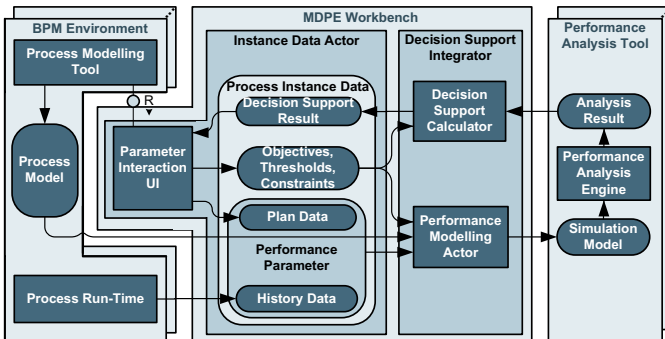 BPM Environment
MDPE Workbench
Performance
Analysis Tool
Process Modelling
Tool
R
Process
Model
Process Run-Time
Instance Data Actor
Parameter
Interaction
UI
Process Instance Data
Decision Support
Result
Objectives,
Thresholds,
Constraints
Plan Data
Performance
Parameter
History Data
Decision Support
Integrator
Decision
Support
Calculator
Performance
Modelling
Actor
Analysis
Result
Performance
Analysis
Engine
Simulation
Model